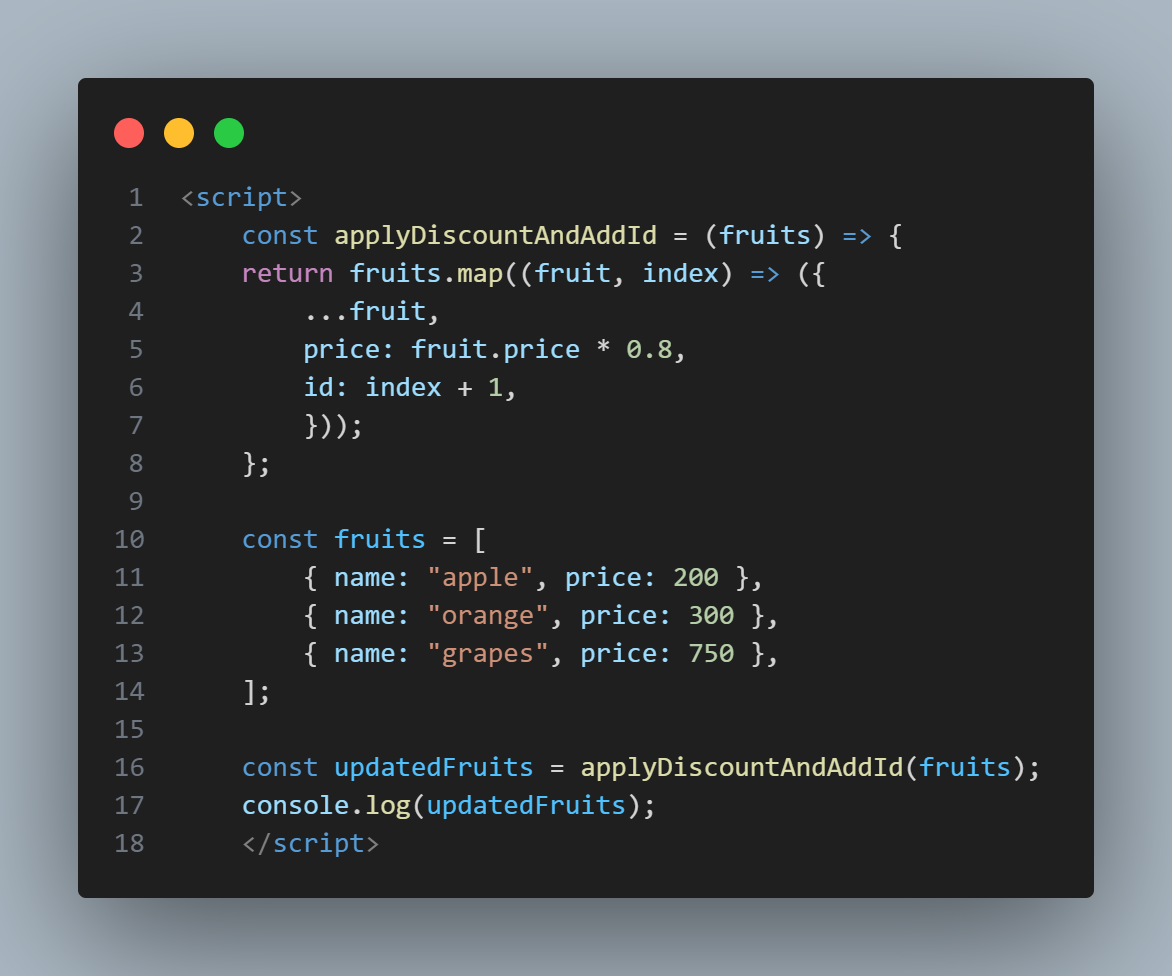 1 <script>
2     const applyDiscountAndAddId = (fruits) => {
3     return fruits.map((fruit, index) => ({
4         ...fruit,
5         price: fruit.price * 0.8,
6         id: index + 1,
7         }));
8     };
9
10     const fruits = [
11         { name: "apple", price: 200 },
12         { name: "orange", price: 300 },
13         { name: "grapes", price: 750 },
14     ];
15
16     const updatedFruits = applyDiscountAndAddId(fruits);
17     console.log(updatedFruits);
18     </script>